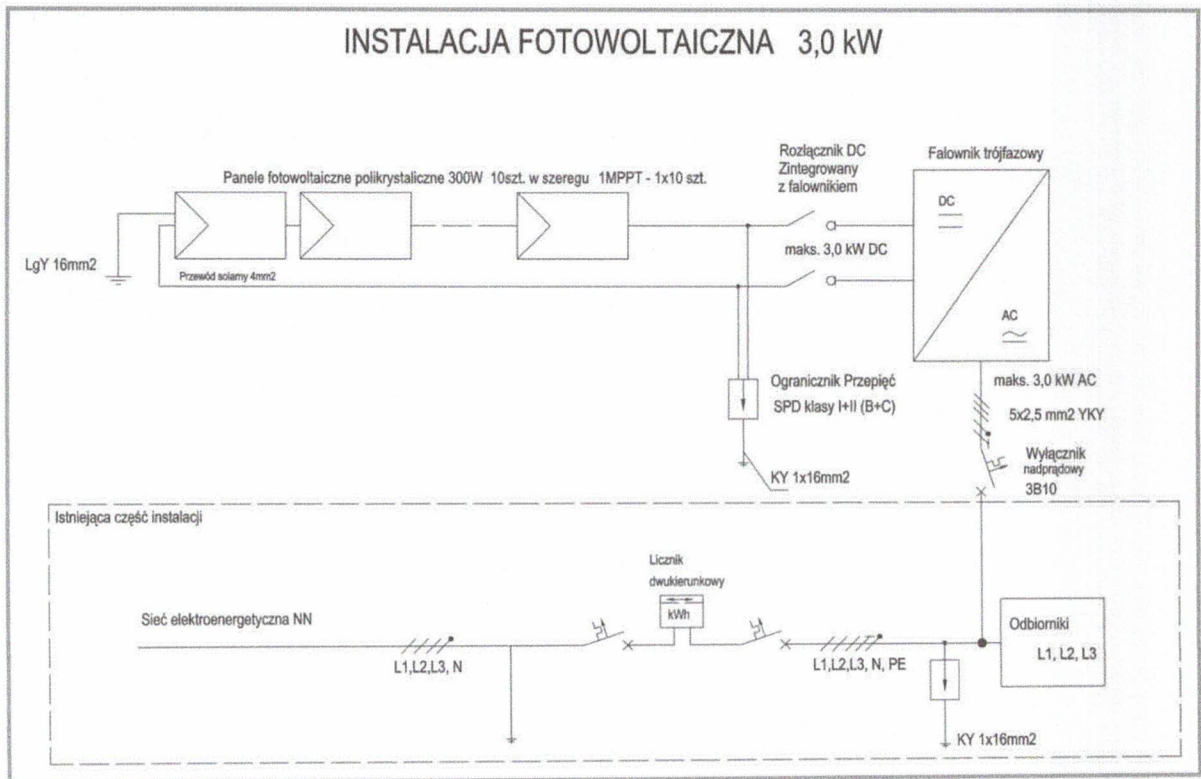 INSTALACJA FOTOWOLTAICZNA 3,0 kW
Rozłącznik DC
Zintegrowany
z falownikiem
Falownik trójfazowy
Panele fotowoltaiczne polikrystaliczne 300W 10szt. w szeregu 1MPPT - 1x10 szt.
DC
LgY 16mm2
Przewód solarny 4mm2
maks. 3,0 kW DC
AC
Ogranicznik Przepięć
SPD klasy I+II (B+C)
maks. 3,0 kW AC
5x2,5 mm2 YKY
Wyłącznik
nadprądowy
3B10
KY 1x16mm2
Istniejąca część instalacji
Licznik
dwukierunkowy
kWh
Sieć elektroenergetyczna NN
L1,L2,L3, N
L1,L2,L3, N, PE
Odbiorniki
L1, L2, L3
KY 1x16mm2